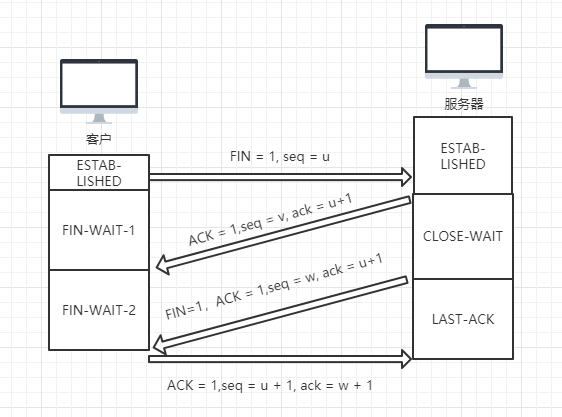 服务器
客户
ESTAB-
LISHED
FIN = 1, seq = u
ESTAB-
LISHED
ACK = 1,seq = v, ack = u+1
FIN-WAIT-1
CLOSE-WAIT
FIN=1, ACK = 1,seq = w, ack = u+1
FIN-WAIT-2
LAST-ACK
ACK = 1,seq = u + 1, ack = w + 1